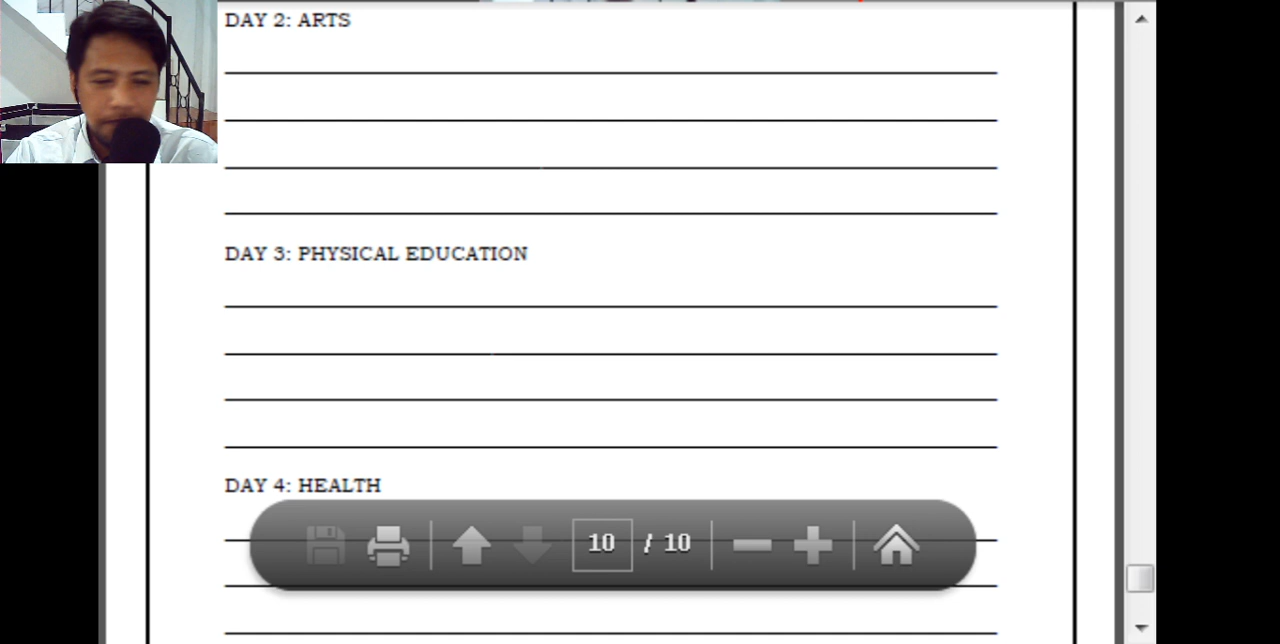 DAY 2: ARTS
DAY 3: PHYSICAL EDUCATION
DAY 4: HEALTH
10 / 10